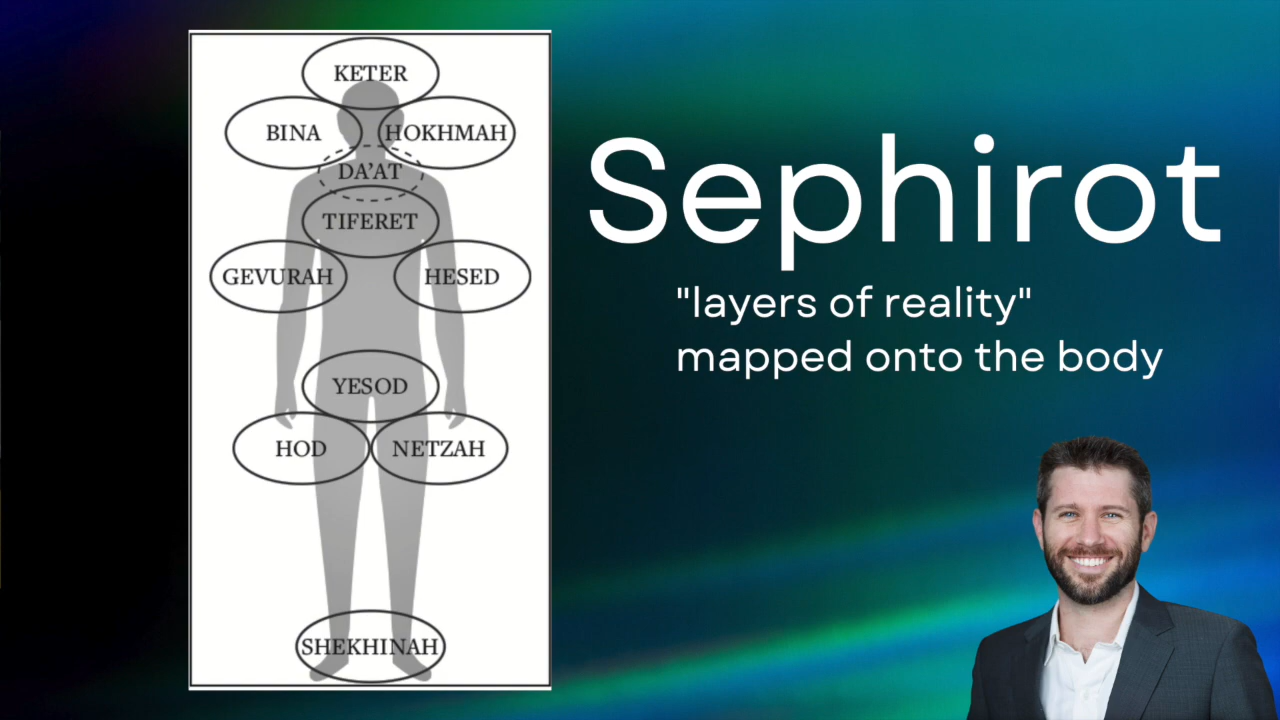 KETER
BINA
HOKHMAH
DA’AT
TIFERET
GEVURAH
HESED
YESOD
HOD
NETZAH
SHEKHINAH
Sephirot
"layers of reality"
mapped onto the body